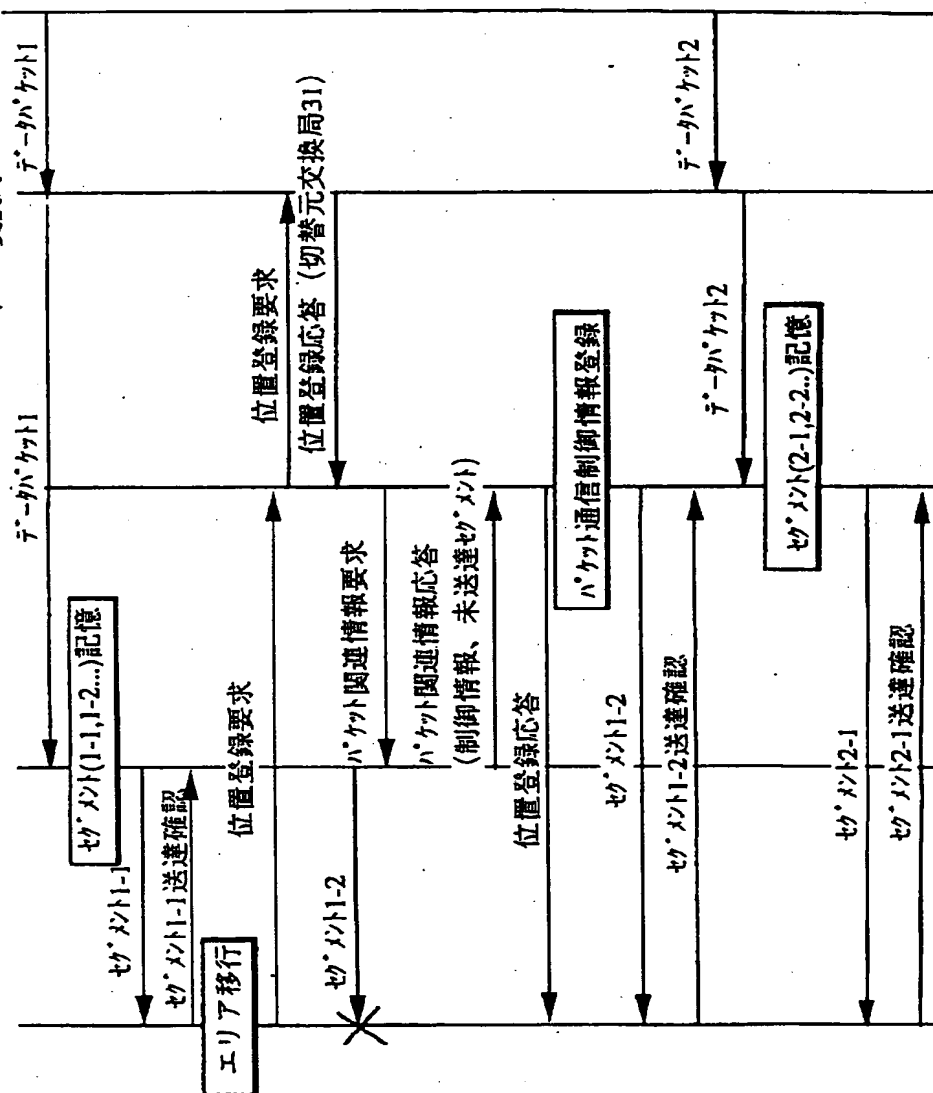 データパケット1
データパケット1
セグメント(1-1,1-2...)記憶
セグメント1-1
セグメント1-1送達確認
エリア移行
位置登録要求
位置登録要求
位置登録応答 (切替元交換局31)
パケット関連情報要求
セグメント1-2
パケット関連情報応答
(制御情報、未送達セグメント)
位置登録応答
パケット通信制御情報登録
セグメント1-2
セグメント1-2送達確認
データパケット2
データパケット2
セグメント(2-1,2-2...)記憶
セグメント2-1
セグメント2-1送達確認